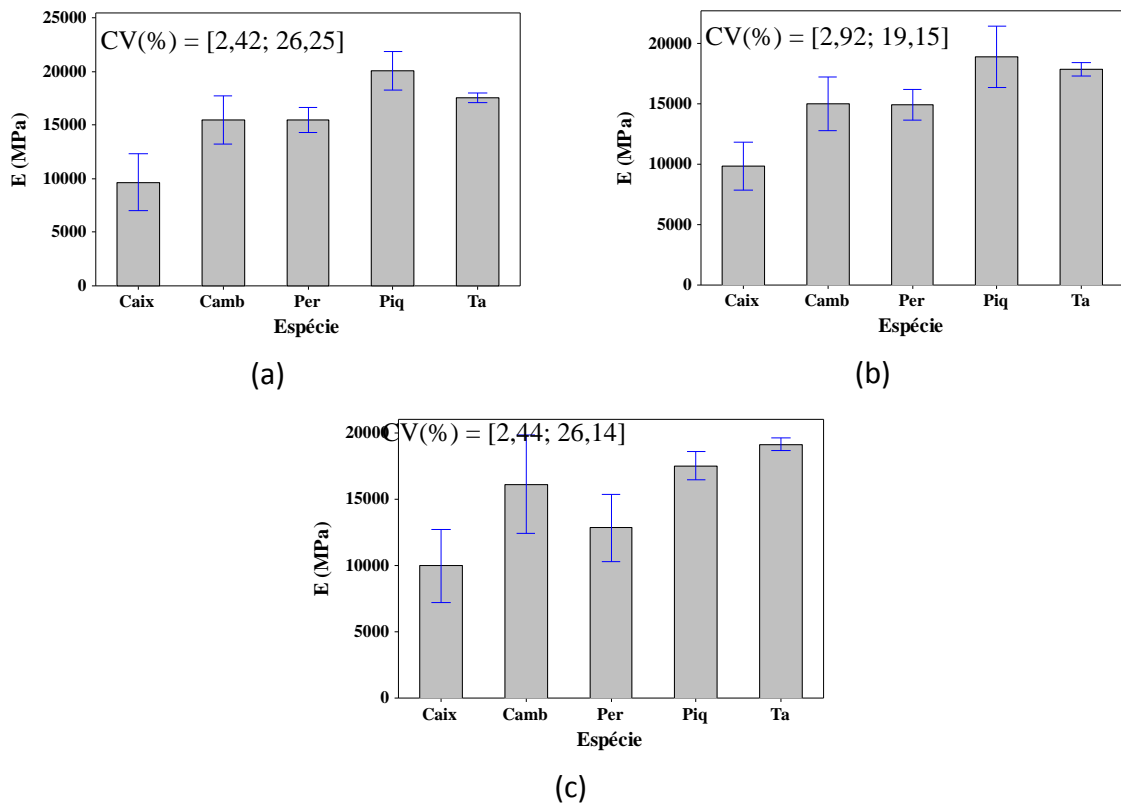 CV(%) = [2,42; 26,25]
25000
20000
15000
10000
5000
0
E (MPa)
Caix Camb Per Piq Ta
Espécie
(a)
CV(%) = [2,92; 19,15]
20000
15000
10000
5000
0
E (MPa)
Caix Camb Per Piq Ta
Espécie
(b)
CV(%) = [2,44; 26,14]
20000
15000
10000
5000
0
E (MPa)
Caix Camb Per Piq Ta
Espécie
(c)